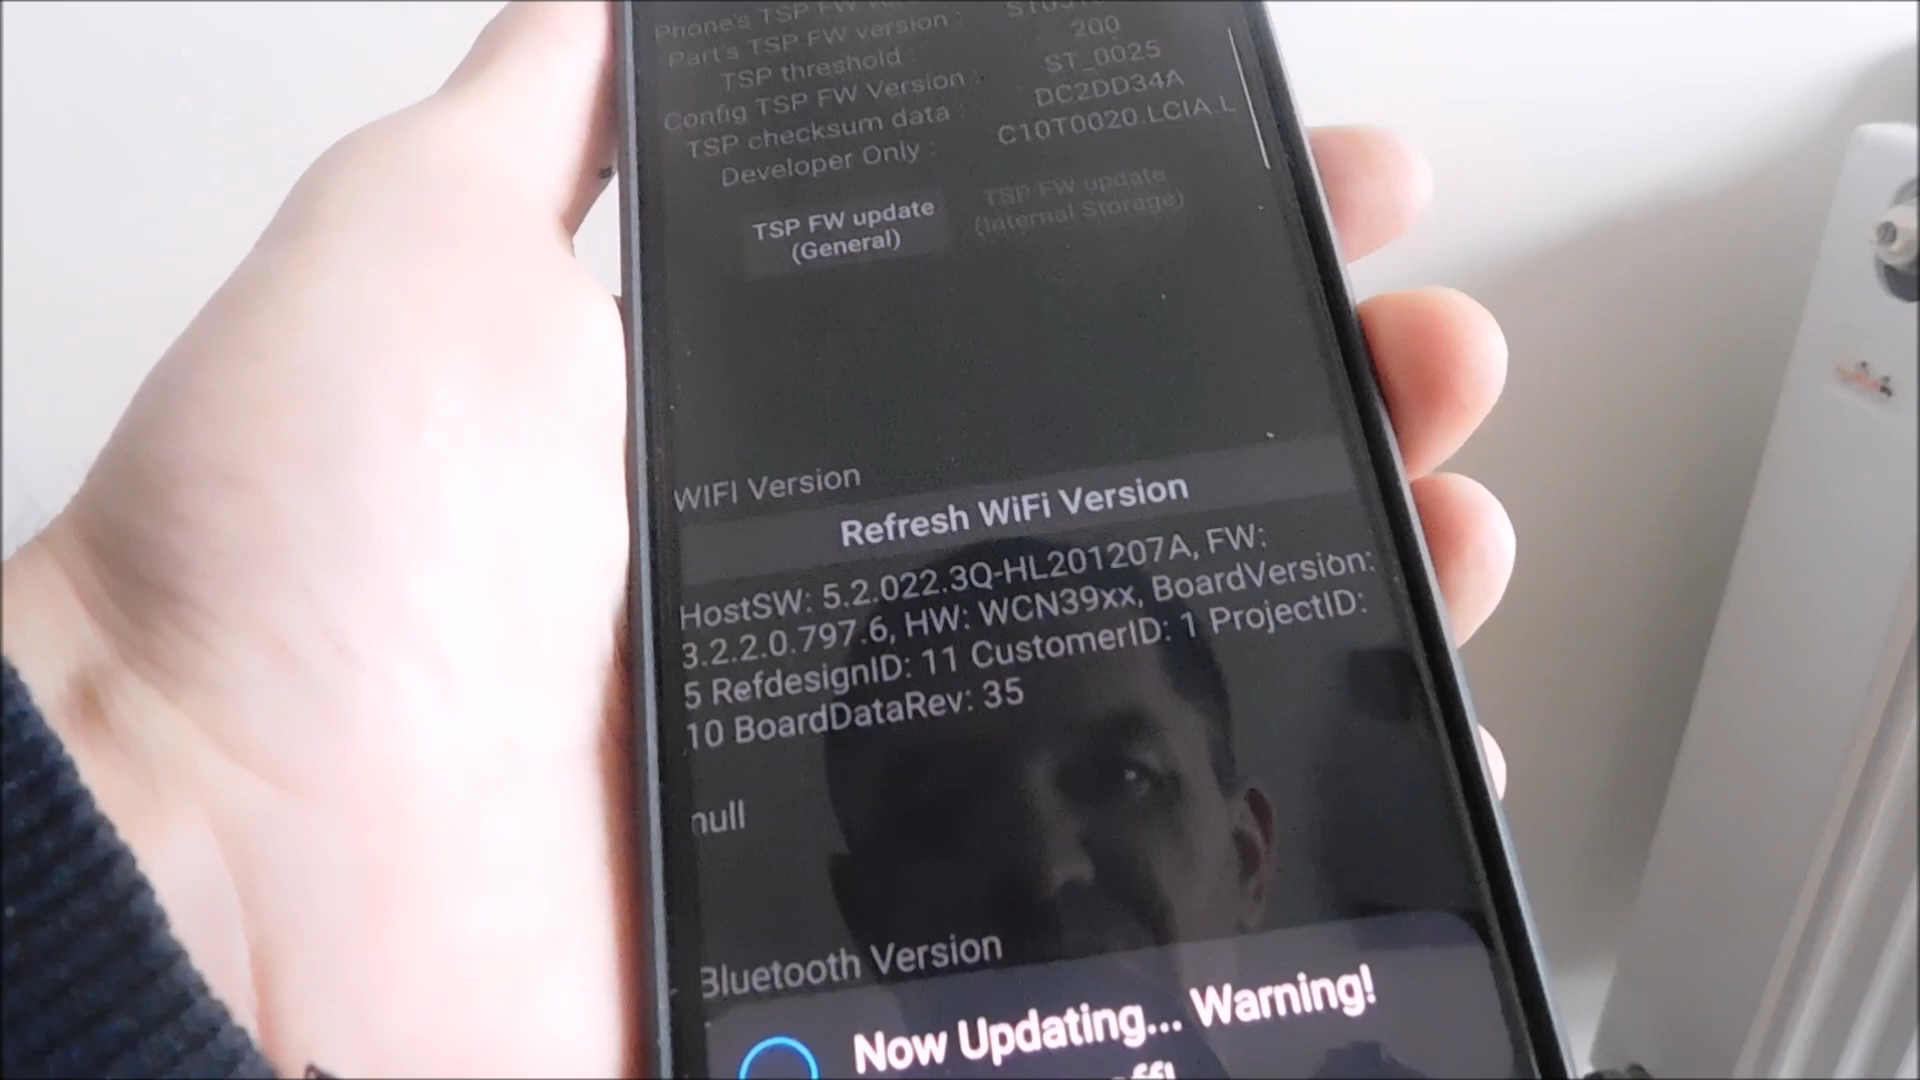 Phone's TSP FW
Part's TSP FW version :
TSP threshold : 200
Config TSP FW Version : ST_0025
TSP checksum data : DC2DD34A
Developer Only : C10T0020.LCIA.L
TSP FW update
(General)
TSP FW update
(Internal Storage)
WIFI Version
Refresh WiFi Version
HostSW: 5.2.022.3Q-HL201207A, FW:
3.2.2.0.797.6, HW: WCN39xx, BoardVersion:
5 RefdesignID: 11 CustomerID: 1 ProjectID:
10 BoardDataRev: 35
null
Bluetooth Version
Now Updating... Warning!